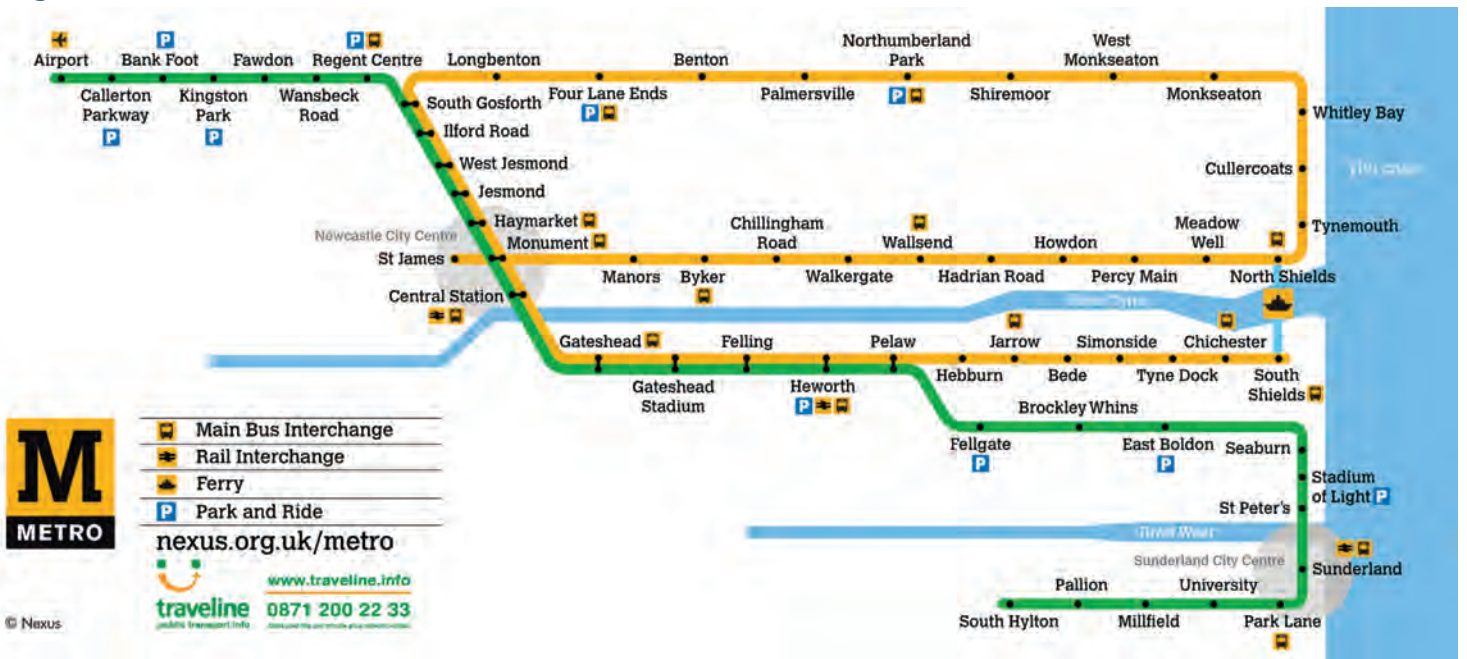 Airport
Bank Foot
Fawdon
Regent Centre
Callerton
Parkway
Kingston
Park
Wansbeck
Road
Longbenton
Four Lane Ends
Benton
Palmersville
Northumberland
Park
Shiremoor
West
Monkseaton
Monkseaton
Whitley Bay
Cullercoats
Tynemouth
South Gosforth
Ilford Road
West Jesmond
Jesmond
Haymarket
Newcastle City Centre
Monument
St James
Central Station
Manors
Byker
Chillingham
Road
Walkergate
Wallsend
Hadrian Road
Howdon
Percy Main
Meadow
Well
North Shields
Gateshead
Gateshead
Stadium
Felling
Heworth
Pelaw
Hebburn
Jarrow
Bede
Simonside
Tyne Dock
Chichester
South
Shields
Fellgate
Brockley Whins
East Boldon
Seaburn
Stadium
of Light
St Peter's
River Wear
Sunderland City Centre
Sunderland
Park Lane
University
Millfield
Pallion
South Hylton
P
P
P
P
P
P
P
P
P
P
M
METRO
Main Bus Interchange
Rail Interchange
Ferry
P Park and Ride
nexus.org.uk/metro
www.traveline.info
traveline
public transport info
0871 200 22 33
© Nexus